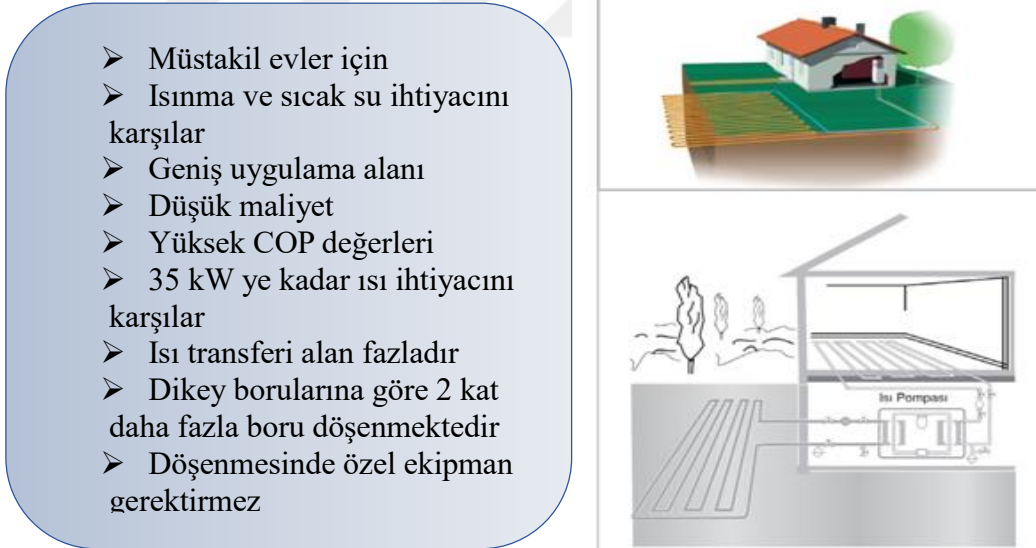 ➢ Müstakil evler için
➢ Isınma ve sıcak su ihtiyacını
karşılar
➢ Geniş uygulama alanı
➢ Düşük maliyet
➢ Yüksek COP değerleri
➢ 35 kW ye kadar ısı ihtiyacını
karşılar
➢ Isı transferi alan fazladır
➢ Dikey borularına göre 2 kat
daha fazla boru döşenmektedir
➢ Döşenmesinde özel ekipman
gerektirmez
Isı Pompası